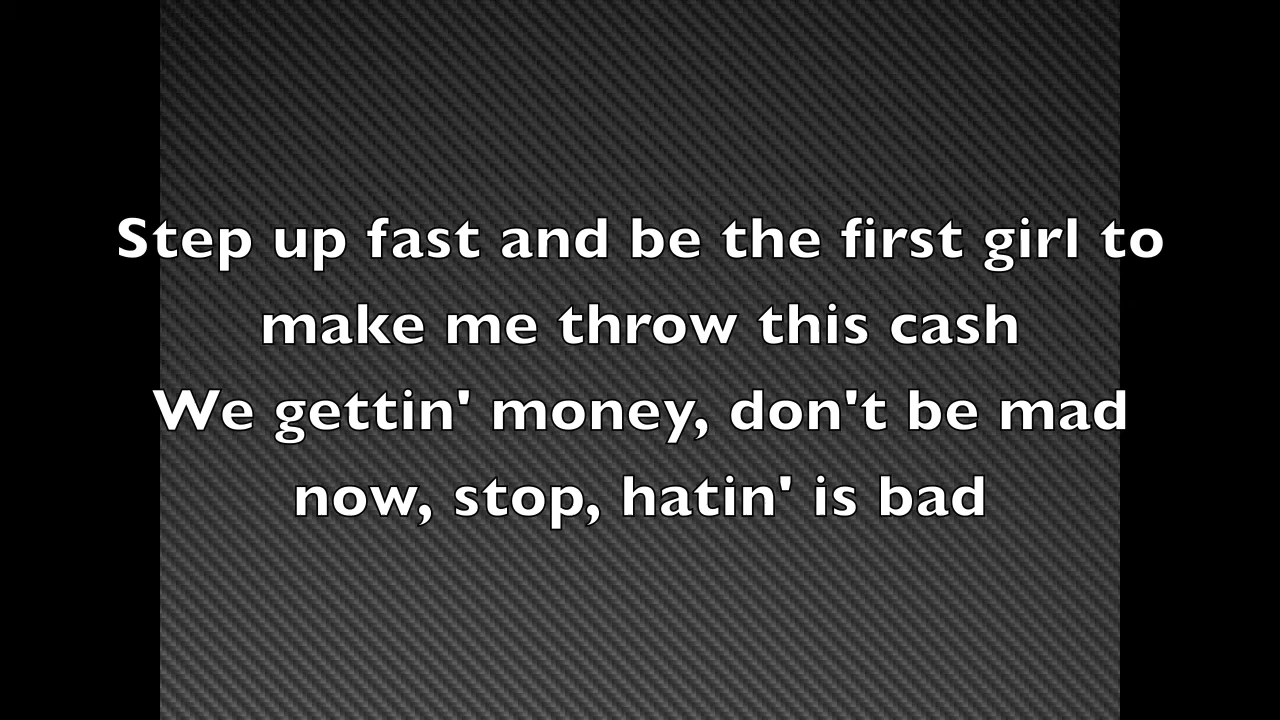 Step up fast and be the first girl to
make me throw this cash
We gettin' money, don't be mad
now, stop, hatin' is bad